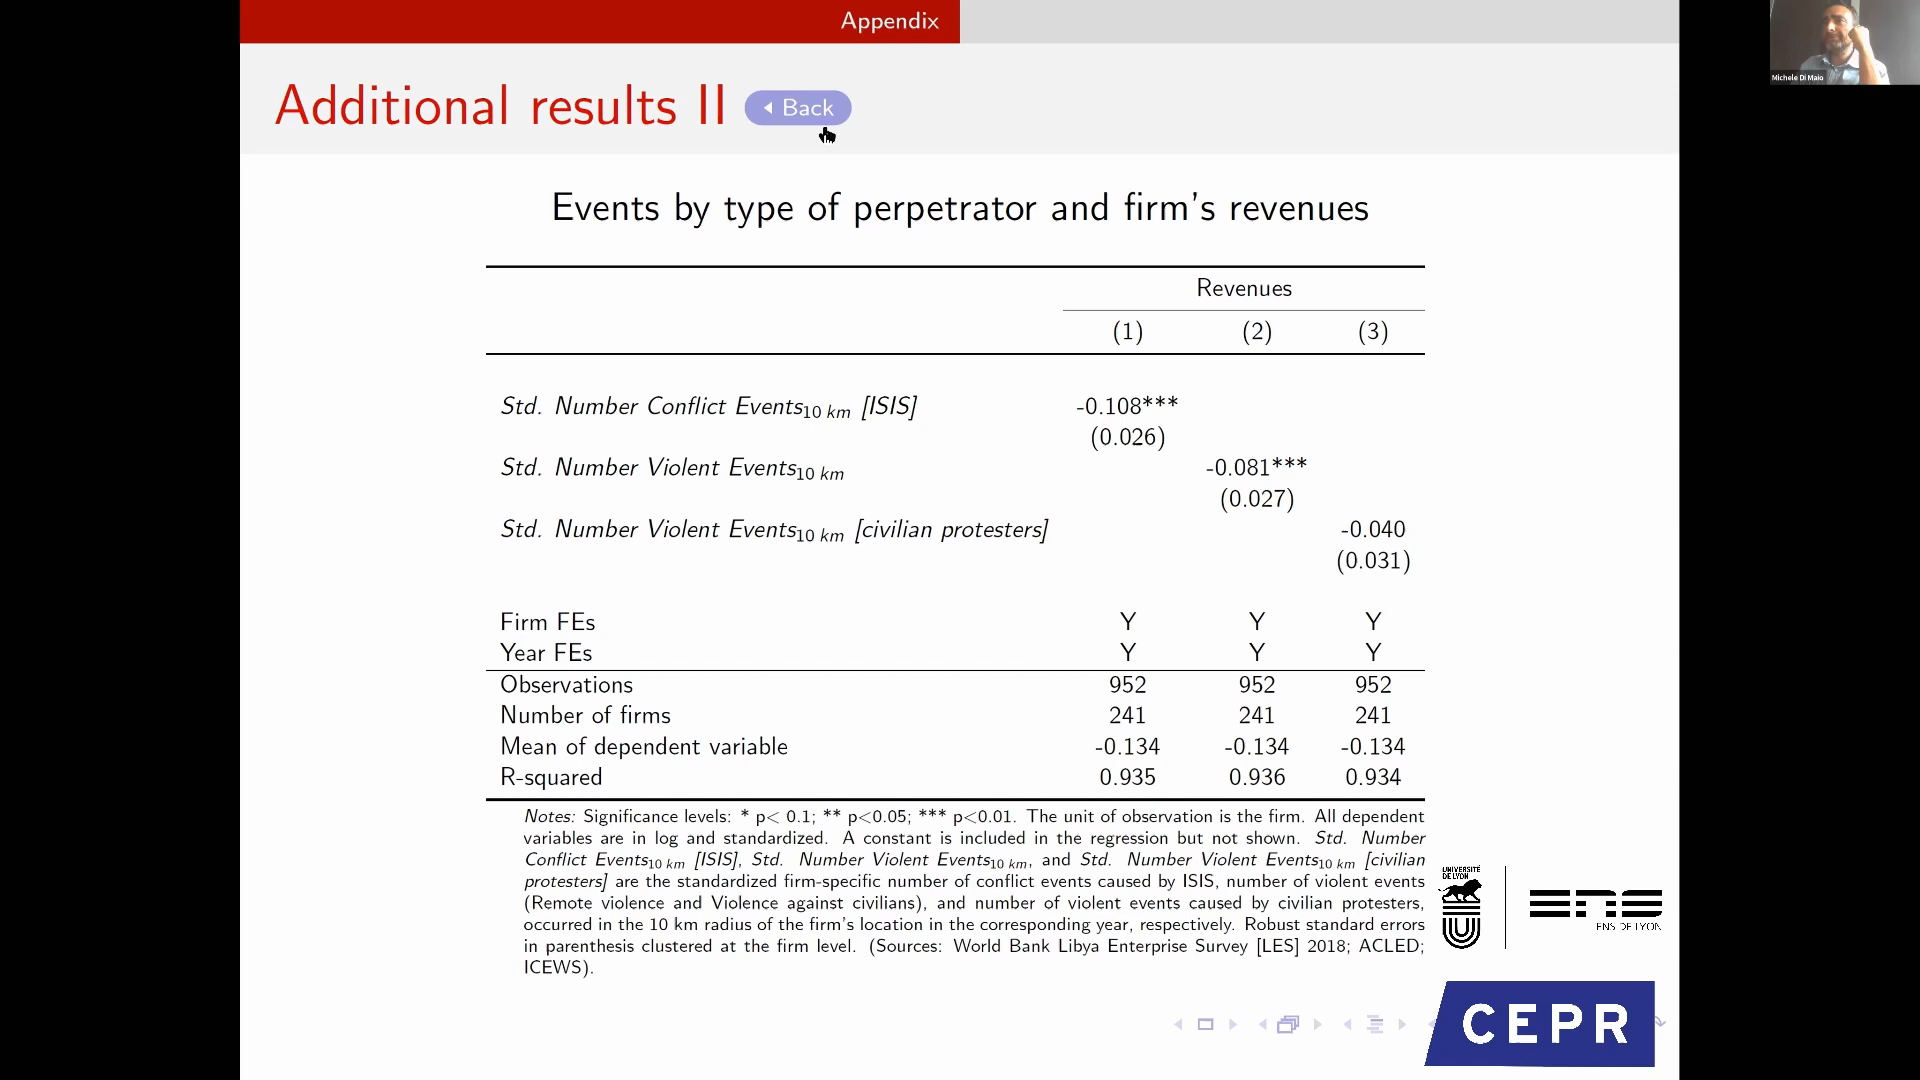 Appendix
Michele Di Maio
Additional results II
Back
Events by type of perpetrator and firm's revenues
Revenues
(1) (2) (3)
Std. Number Conflict Events10 km [ISIS] -0.108***
(0.026)
Std. Number Violent Events10 km -0.081***
(0.027)
Std. Number Violent Events10 km [civilian protesters] -0.040
(0.031)
Firm FEs Y Y Y
Year FEs Y Y Y
Observations 952 952 952
Number of firms 241 241 241
Mean of dependent variable -0.134 -0.134 -0.134
R-squared 0.935 0.936 0.934
Notes: Significance levels: * p< 0.1; ** p<0.05; *** p<0.01. The unit of observation is the firm. All dependent
variables are in log and standardized. A constant is included in the regression but not shown. Std. Number
Conflict Events10 km [ISIS], Std. Number Violent Events10 km, and Std. Number Violent Events10 km [civilian
protesters] are the standardized firm-specific number of conflict events caused by ISIS, number of violent events
(Remote violence and Violence against civilians), and number of violent events caused by civilian protesters,
occurred in the 10 km radius of the firm's location in the corresponding year, respectively. Robust standard errors
in parenthesis clustered at the firm level. (Sources: World Bank Libya Enterprise Survey [LES] 2018; ACLED;
ICEWS).
UNIVERSITÉ
DE LYON
ENS
ENS DE LYON
CEPR